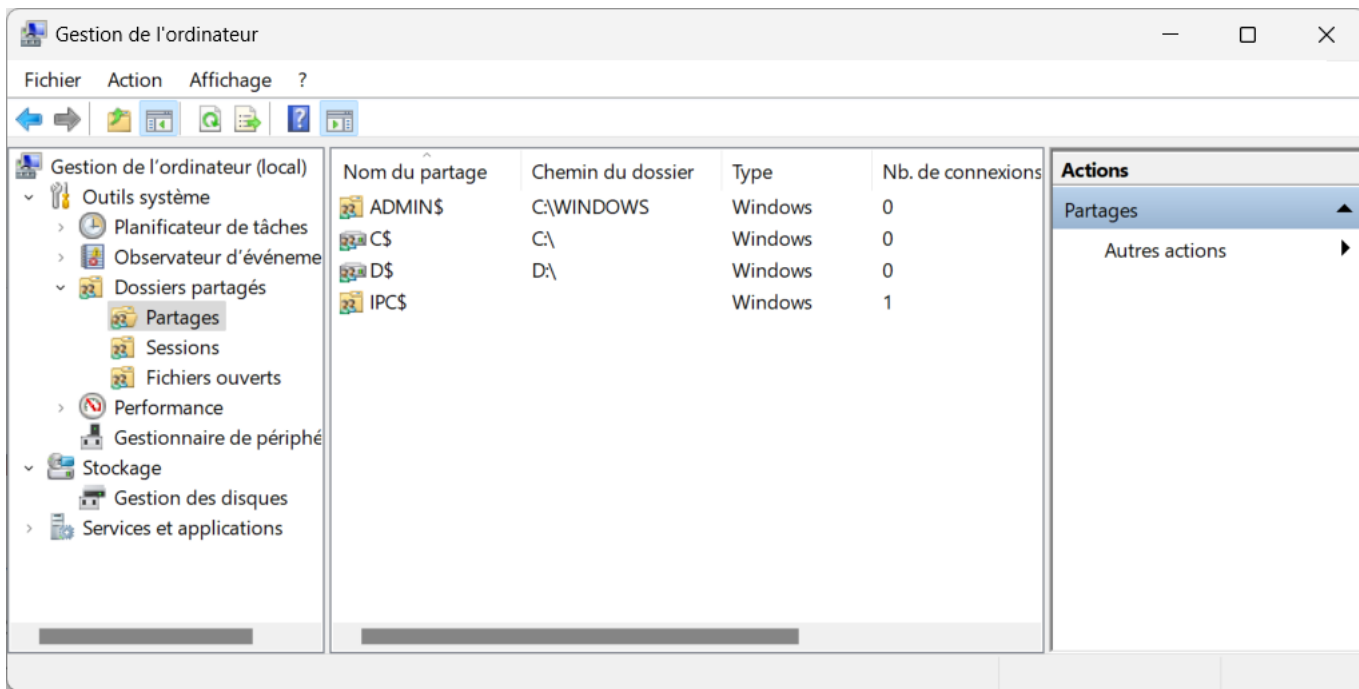 Gestion de l'ordinateur
Fichier Action Affichage ?
Gestion de l'ordinateur (local)
Outils système
Planificateur de tâches
Observateur d'événeme
Dossiers partagés
Partages
Sessions
Fichiers ouverts
Performance
Gestionnaire de périphé
Stockage
Gestion des disques
Services et applications
Nom du partage Chemin du dossier Type Nb. de connexions
ADMIN$ C:\WINDOWS Windows 0
C$ C:\ Windows 0
D$ D:\ Windows 0
IPC$ Windows 1
Actions
Partages
Autres actions